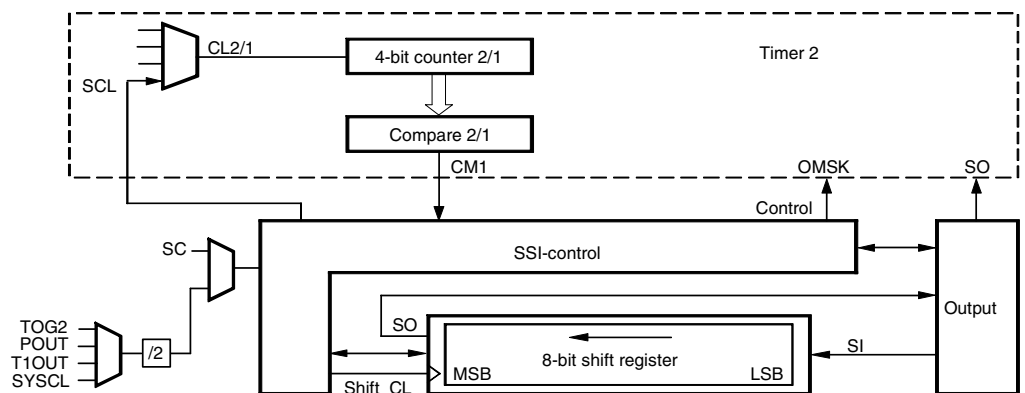 CL2/1
4-bit counter 2/1
Timer 2
SCL
Compare 2/1
CM1
OMSK
SO
Control
SC
SSI-control
TOG2
POUT
T1OUT
SYSCL
/2
SO
Output
8-bit shift register
SI
MSB
LSB
Shift_CL